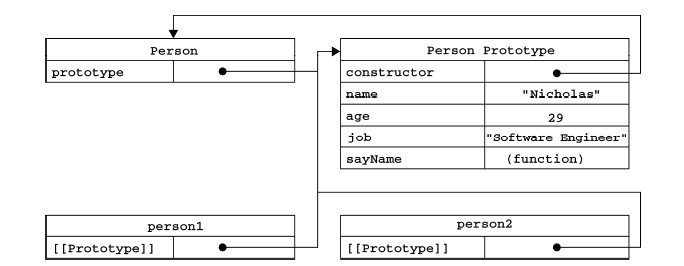 Person
prototype
Person Prototype
constructor
name "Nicholas"
age 29
job "Software Engineer"
sayName (function)
person1
[[Prototype]]
person2
[[Prototype]]